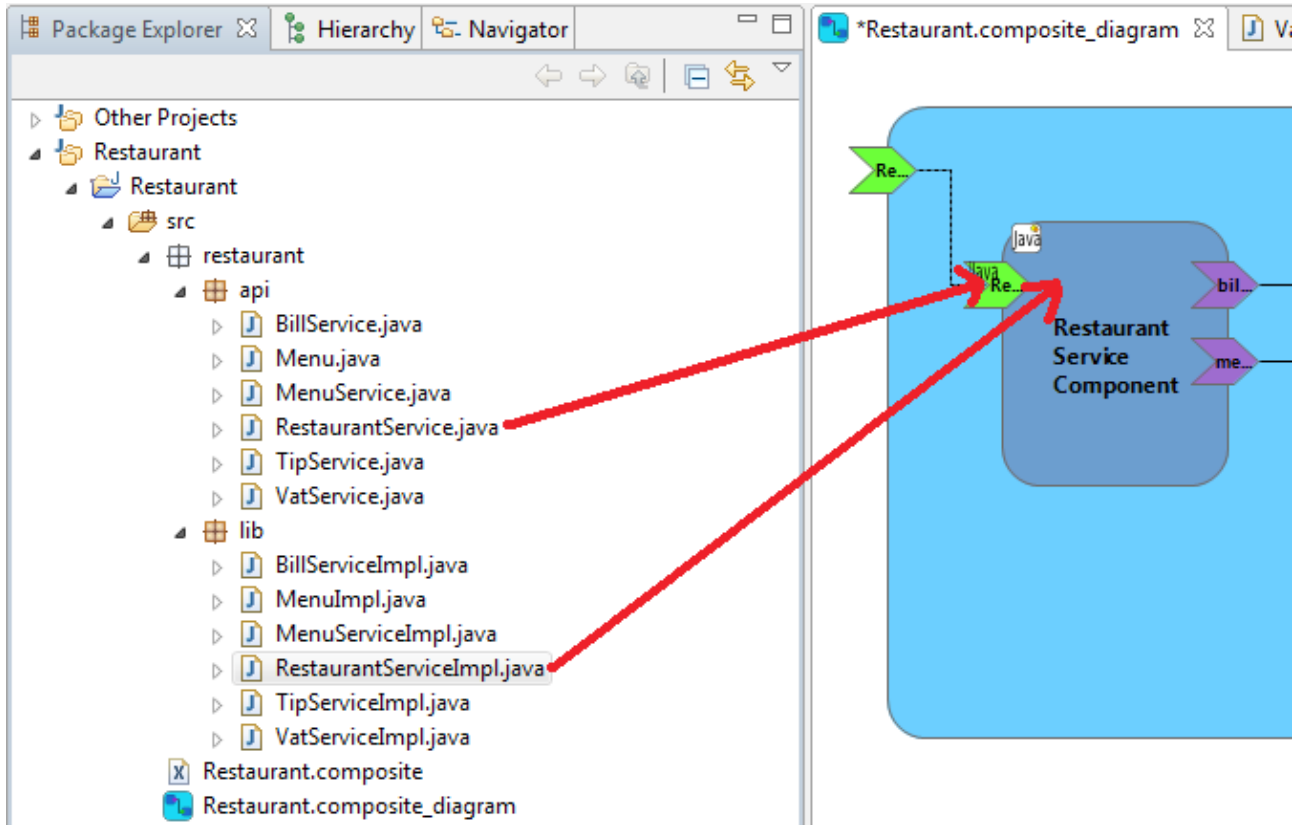 Package Explorer
Hierarchy
Navigator
*Restaurant.composite_diagram
Va
Other Projects
Restaurant
Restaurant
src
restaurant
api
BillService.java
Menu.java
MenuService.java
RestaurantService.java
TipService.java
VatService.java
lib
BillServiceImpl.java
MenuImpl.java
MenuServiceImpl.java
RestaurantServiceImpl.java
TipServiceImpl.java
VatServiceImpl.java
Restaurant.composite
Restaurant.composite_diagram
Re...
Java
Java
Re...
Restaurant
Service
Component
bil...
me...